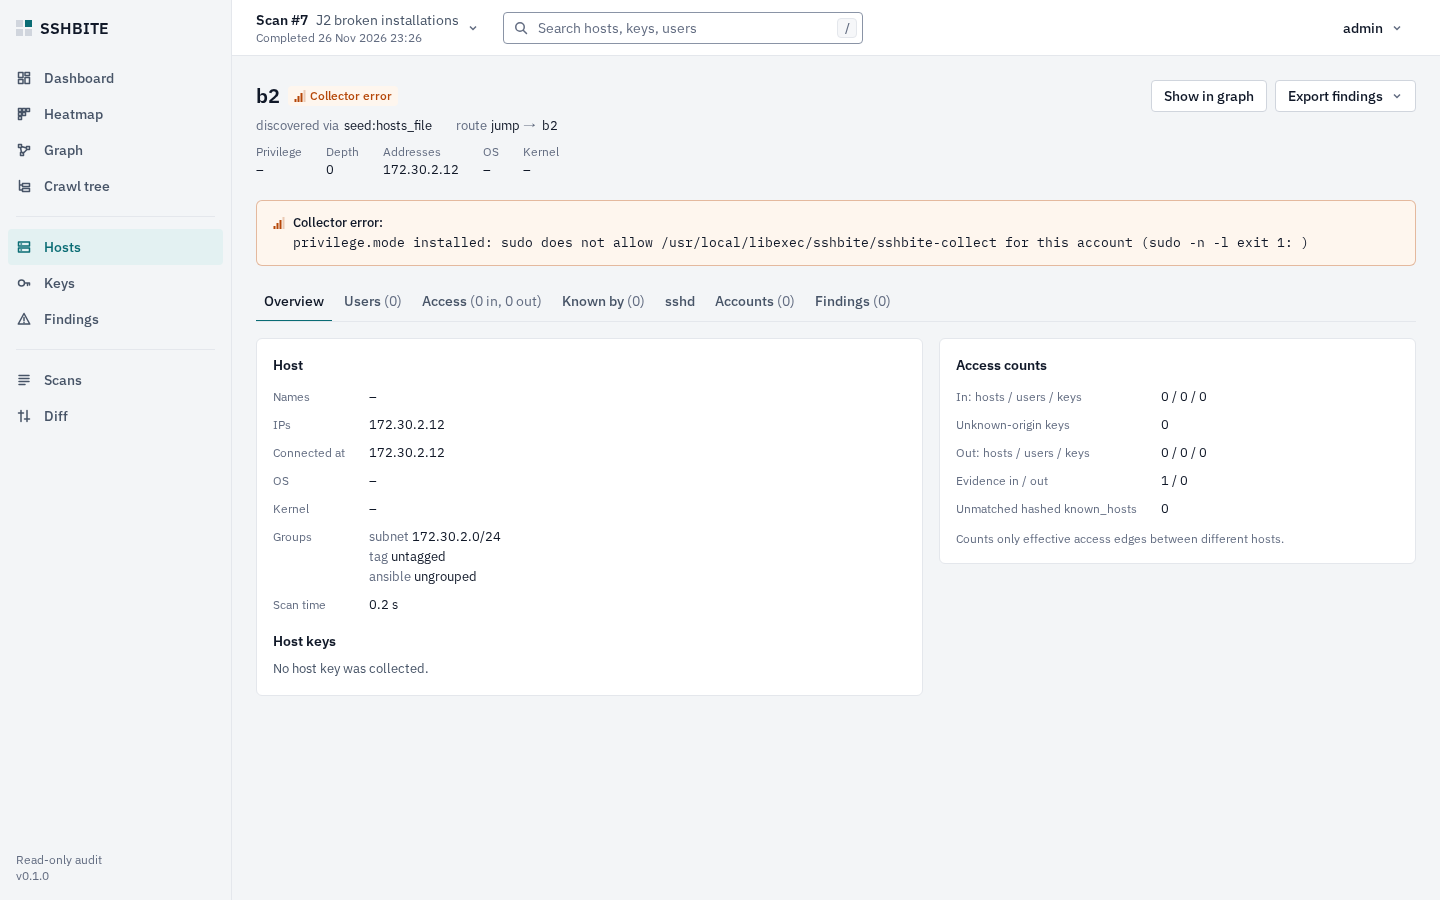 SSHBITE
Dashboard
Heatmap
Graph
Crawl tree
Hosts
Keys
Findings
Scans
Diff
Read-only audit
v0.1.0
Scan #7 J2 broken installations
Completed 26 Nov 2026 23:26
Search hosts, keys, users /
admin
b2 Collector error
Show in graph
Export findings
discovered via seed:hosts_file route jump → b2
Privilege Depth Addresses OS Kernel
– 0 172.30.2.12 – –
Collector error:
privilege.mode installed: sudo does not allow /usr/local/libexec/sshbite/sshbite-collect for this account (sudo -n -l exit 1: )
Overview Users (0) Access (0 in, 0 out) Known by (0) sshd Accounts (0) Findings (0)
Host
Names –
IPs 172.30.2.12
Connected at 172.30.2.12
OS –
Kernel –
Groups subnet 172.30.2.0/24
tag untagged
ansible ungrouped
Scan time 0.2 s
Host keys
No host key was collected.
Access counts
In: hosts / users / keys 0 / 0 / 0
Unknown-origin keys 0
Out: hosts / users / keys 0 / 0 / 0
Evidence in / out 1 / 0
Unmatched hashed known_hosts 0
Counts only effective access edges between different hosts.